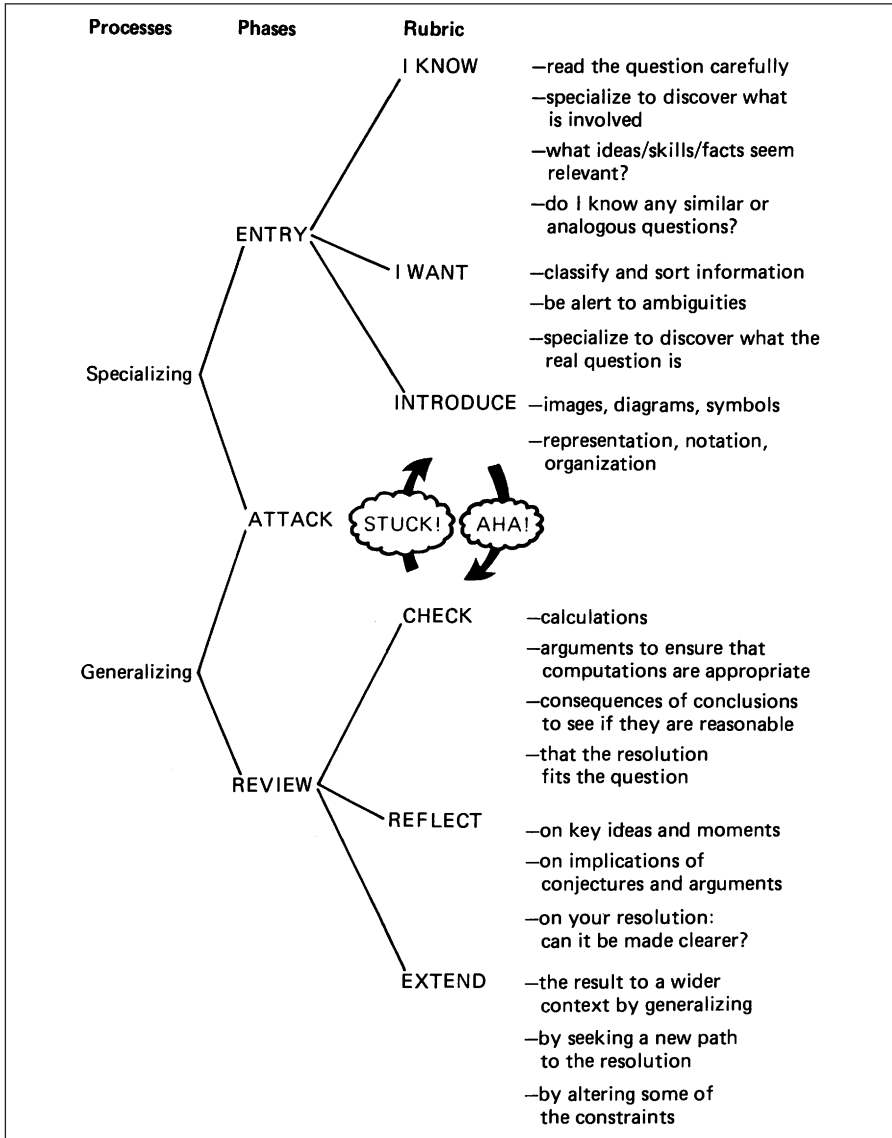 Processes Phases Rubric
I KNOW —read the question carefully
—specialize to discover what
is involved
—what ideas/skills/facts seem
relevant?
—do I know any similar or
analogous questions?
ENTRY
I WANT —classify and sort information
—be alert to ambiguities
—specialize to discover what the
real question is
Specializing
INTRODUCE —images, diagrams, symbols
—representation, notation,
organization
ATTACK STUCK! AHA!
CHECK —calculations
—arguments to ensure that
computations are appropriate
Generalizing
—consequences of conclusions
to see if they are reasonable
—that the resolution
fits the question
REVIEW
REFLECT —on key ideas and moments
—on implications of
conjectures and arguments
—on your resolution:
can it be made clearer?
EXTEND —the result to a wider
context by generalizing
—by seeking a new path
to the resolution
—by altering some of
the constraints